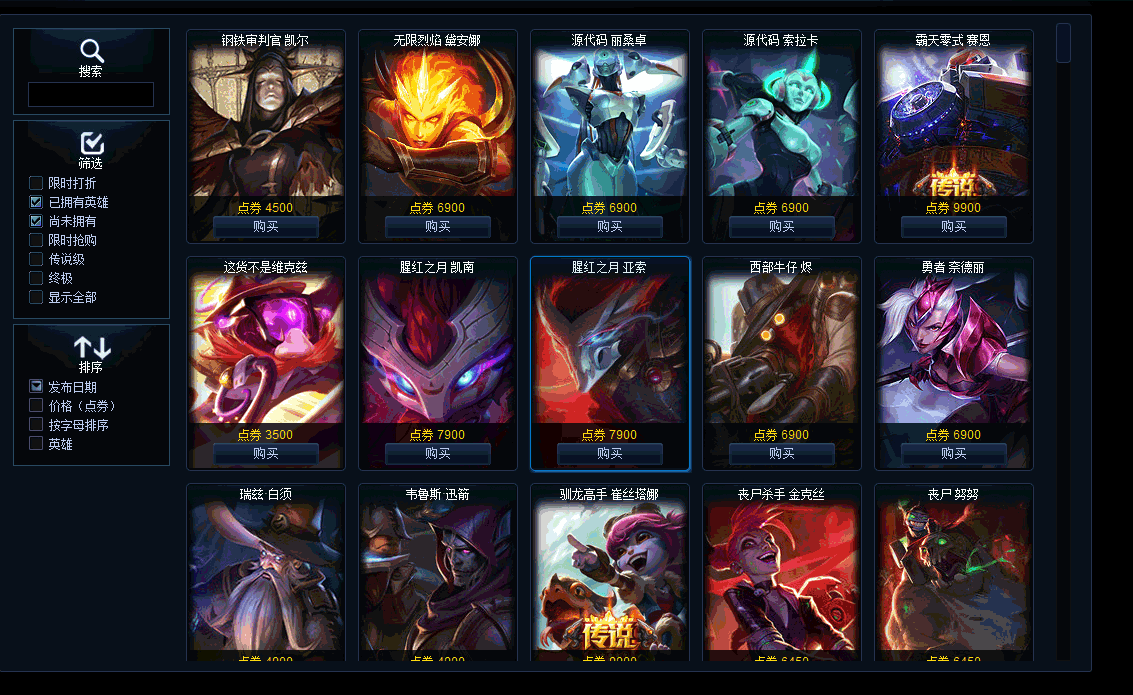 搜索
筛选
限时打折
已拥有英雄
尚未拥有
限时抢购
传说级
终极
显示全部
排序
发布日期
价格（点券）
按字母排序
英雄
钢铁审判官 凯尔
点券 4500
购买
无限烈焰 黛安娜
点券 6900
购买
源代码 丽桑卓
点券 6900
购买
源代码 索拉卡
点券 6900
购买
霸天零式 赛恩
传说
点券 9900
购买
这货不是维克兹
点券 3500
购买
腥红之月 凯南
点券 7900
购买
腥红之月 亚索
点券 7900
购买
西部牛仔 烬
点券 6900
购买
勇者 奈德丽
点券 6900
购买
瑞兹 白须
韦鲁斯 迅箭
驯龙高手 崔丝塔娜
传说
丧尸杀手 金克丝
丧尸 努努